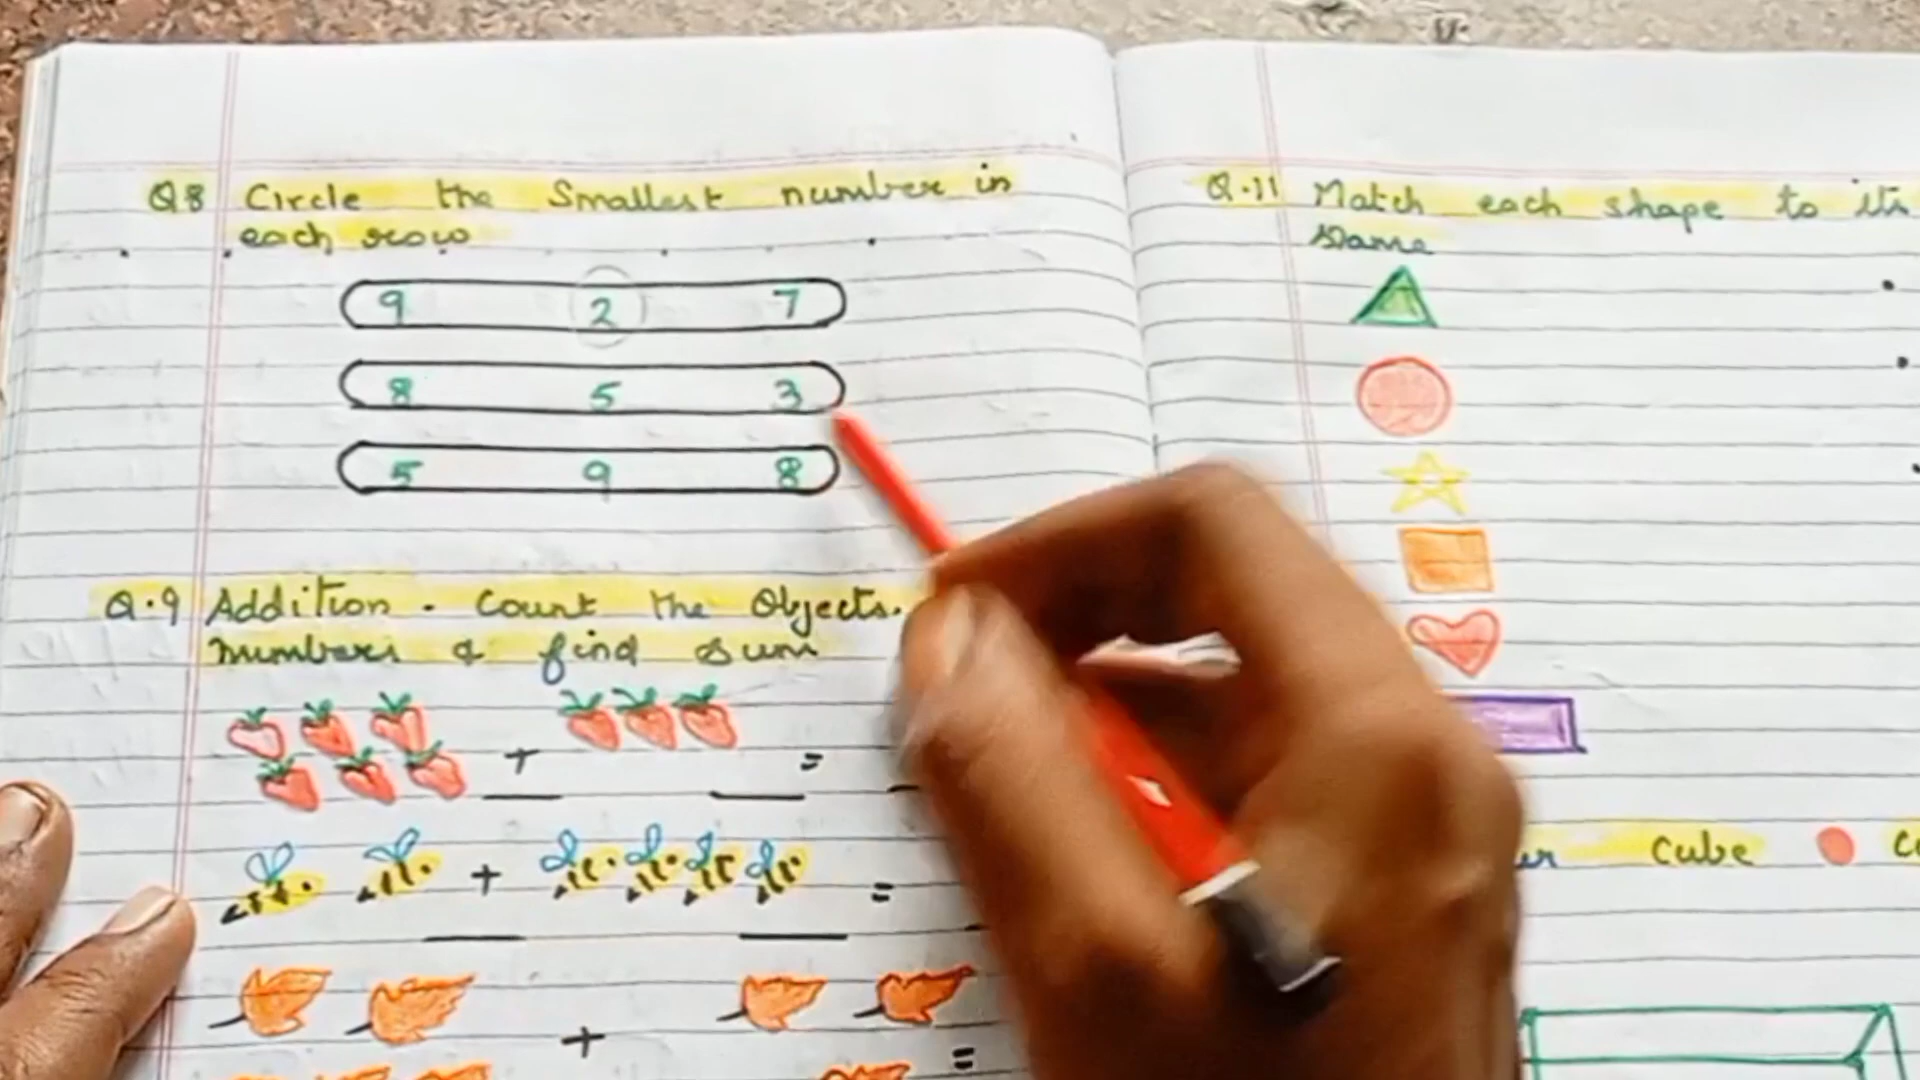 Q8 Circle the Smallest number in
each row
9 2 7
8 5 3
5 9 8
Q.9 Addition. Count the Objects.
numbers & find sum
+ =
+ =
+ =
Q.11 Match each shape to its
name
Cube